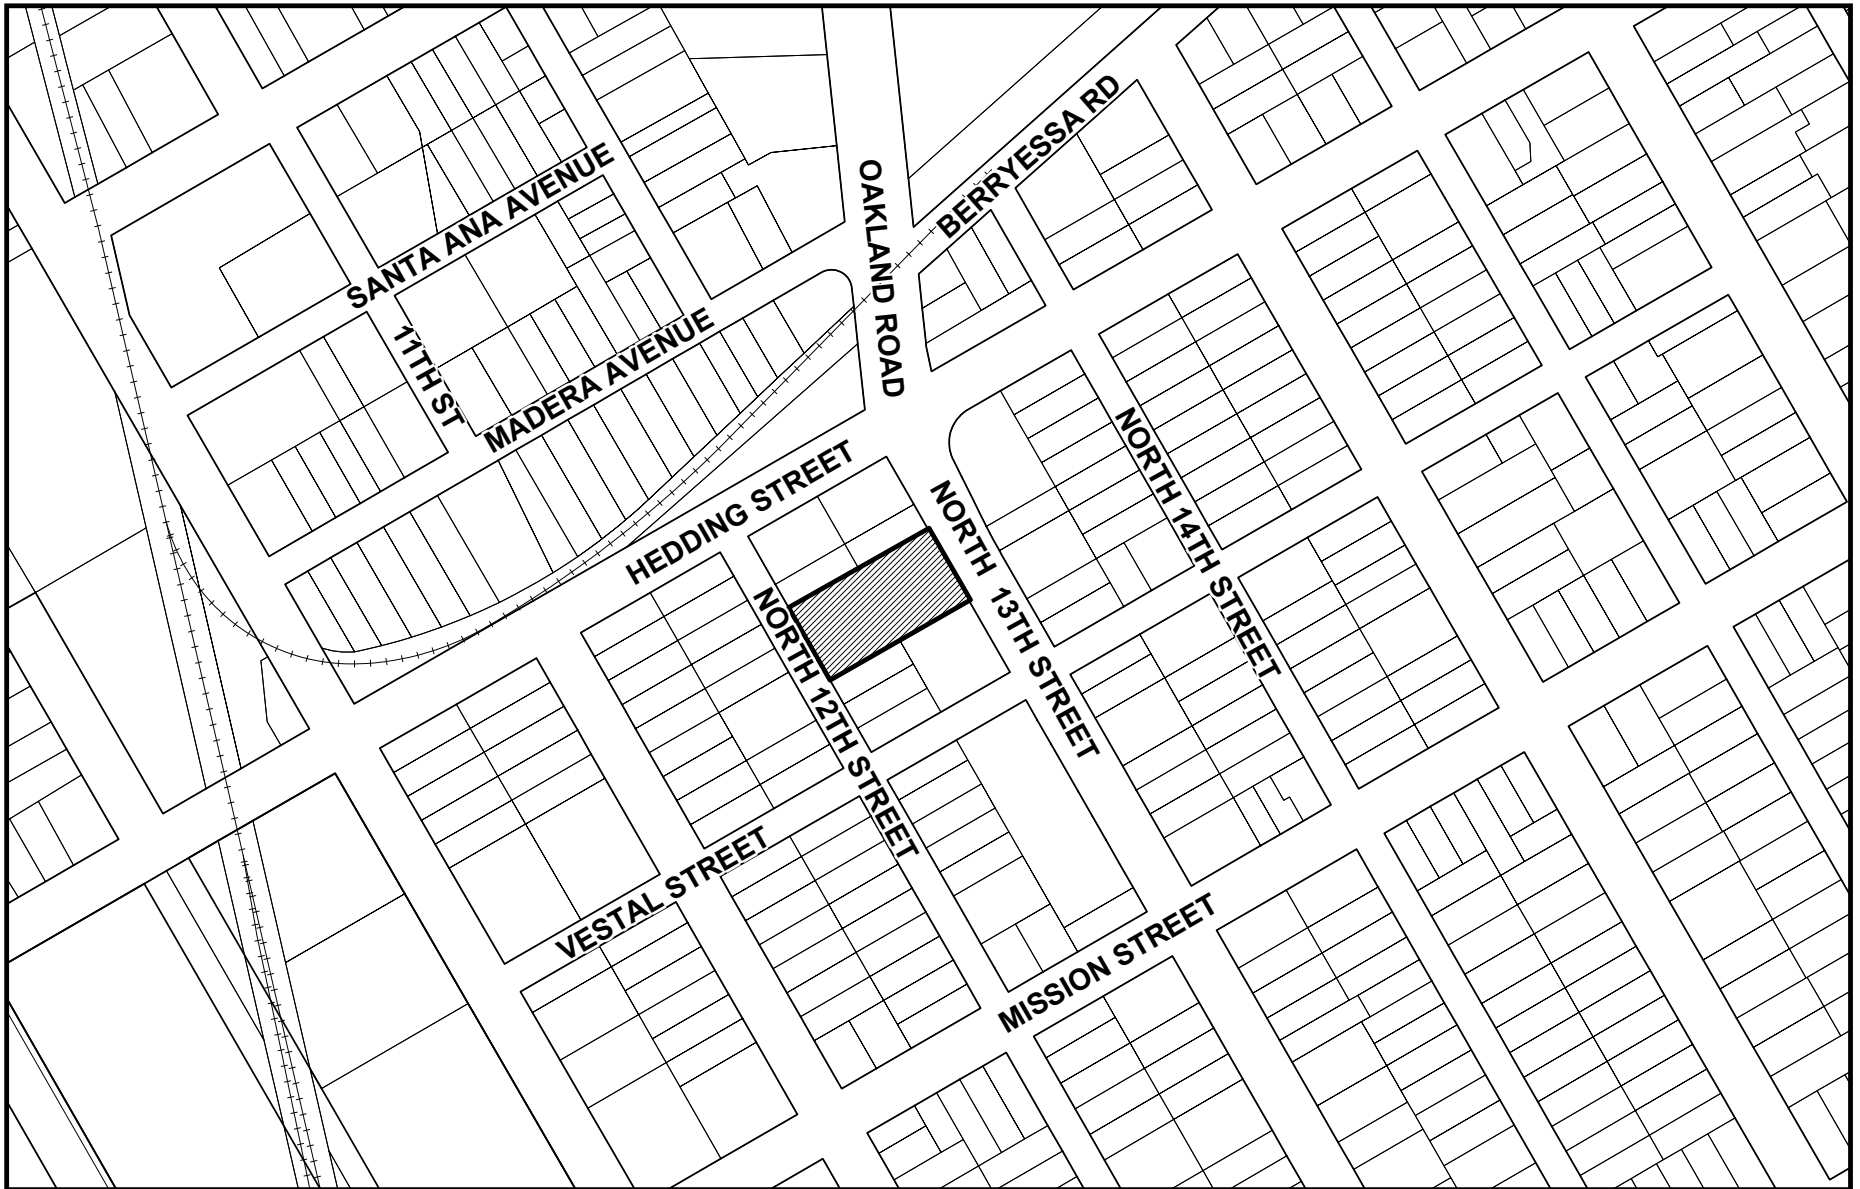 BERRYESSA RD
SANTA ANA AVENUE
OAKLAND ROAD
11TH ST
MADERA AVENUE
HEDDING STREET
NORTH 14TH STREET
NORTH 13TH STREET
NORTH 12TH STREET
VESTAL STREET
MISSION STREET